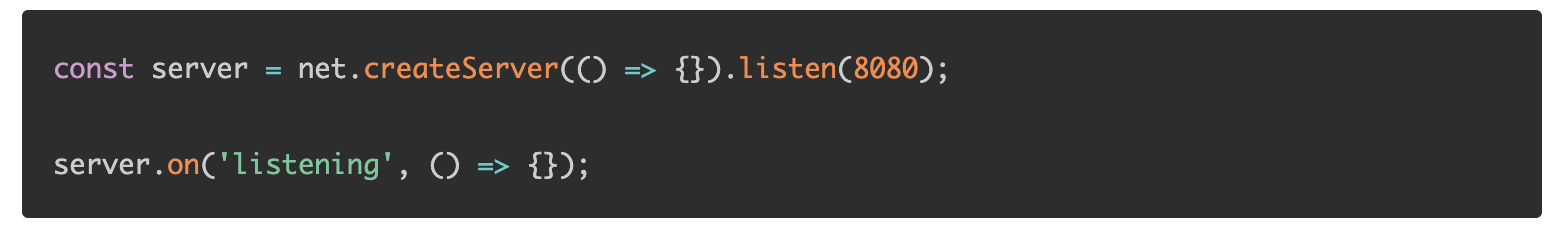 const server = net.createServer(() => {}).listen(8080);
server.on('listening', () => {});